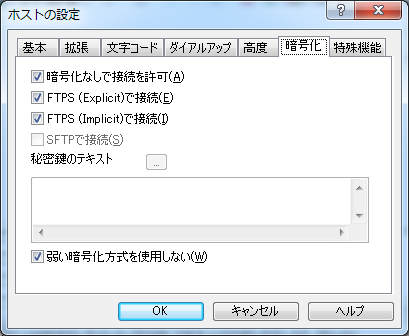 ホストの設定
基本 拡張 文字コード ダイアルアップ 高度 暗号化 特殊機能
暗号化なしで接続を許可(A)
FTPS (Explicit)で接続(E)
FTPS (Implicit)で接続(I)
SFTPで接続(S)
秘密鍵のテキスト ...
弱い暗号化方式を使用しない(W)
OK キャンセル ヘルプ